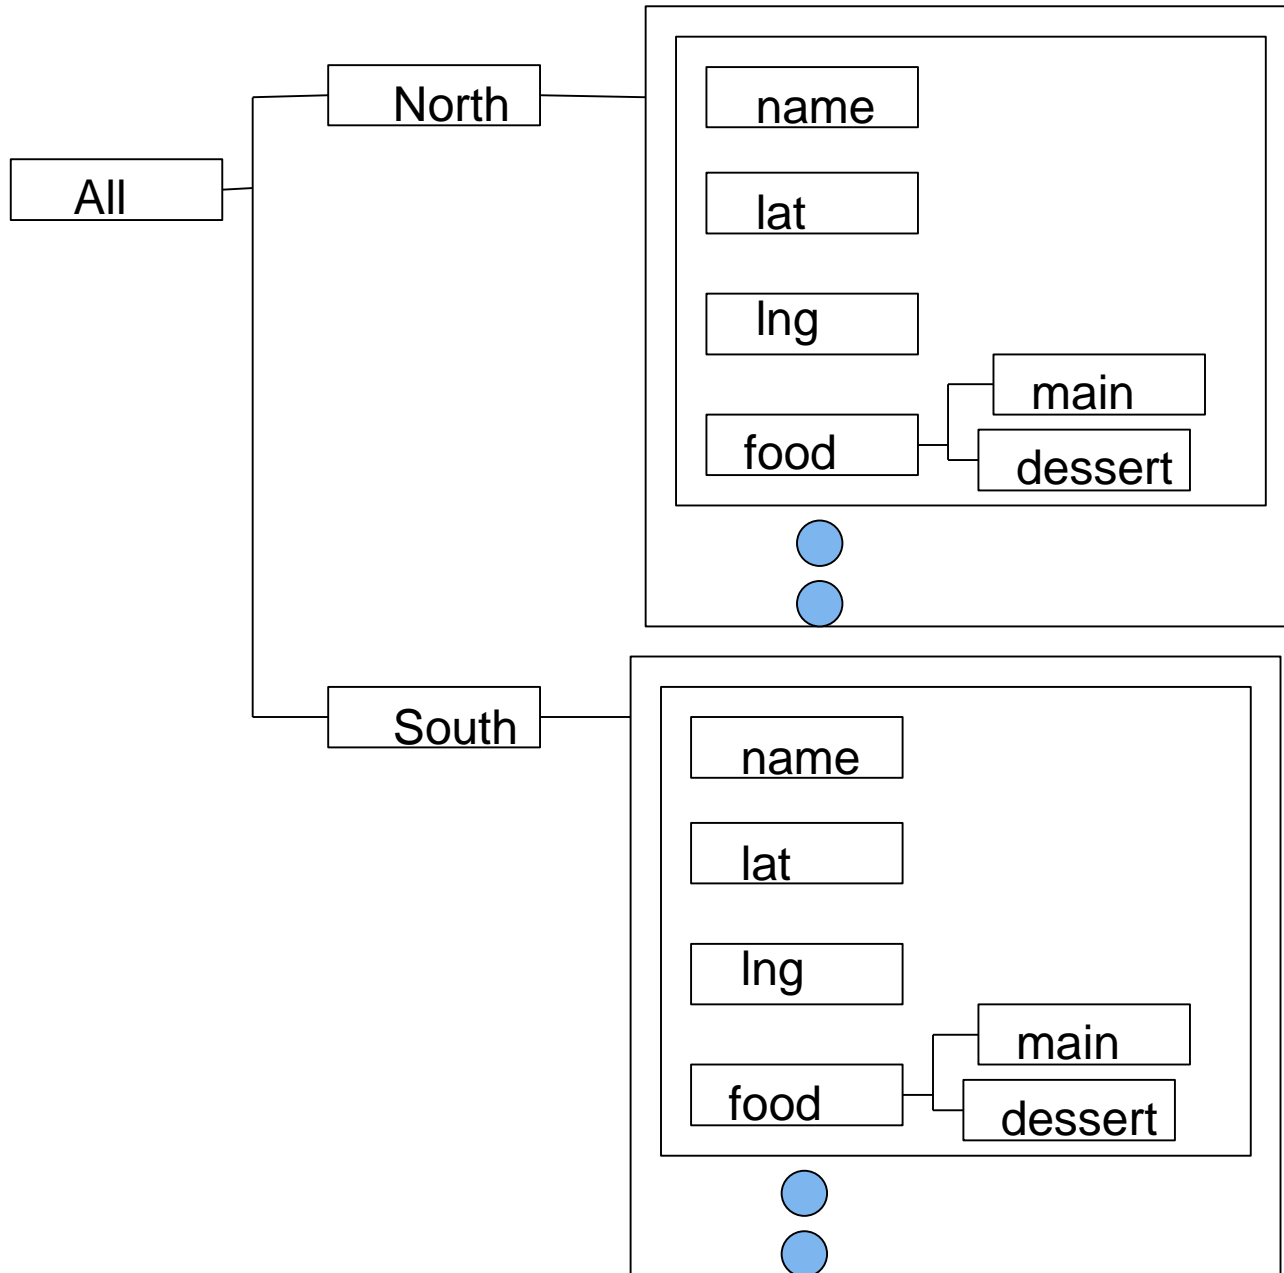 All
North
name
lat
lng
food
main
dessert
South
name
lat
lng
food
main
dessert